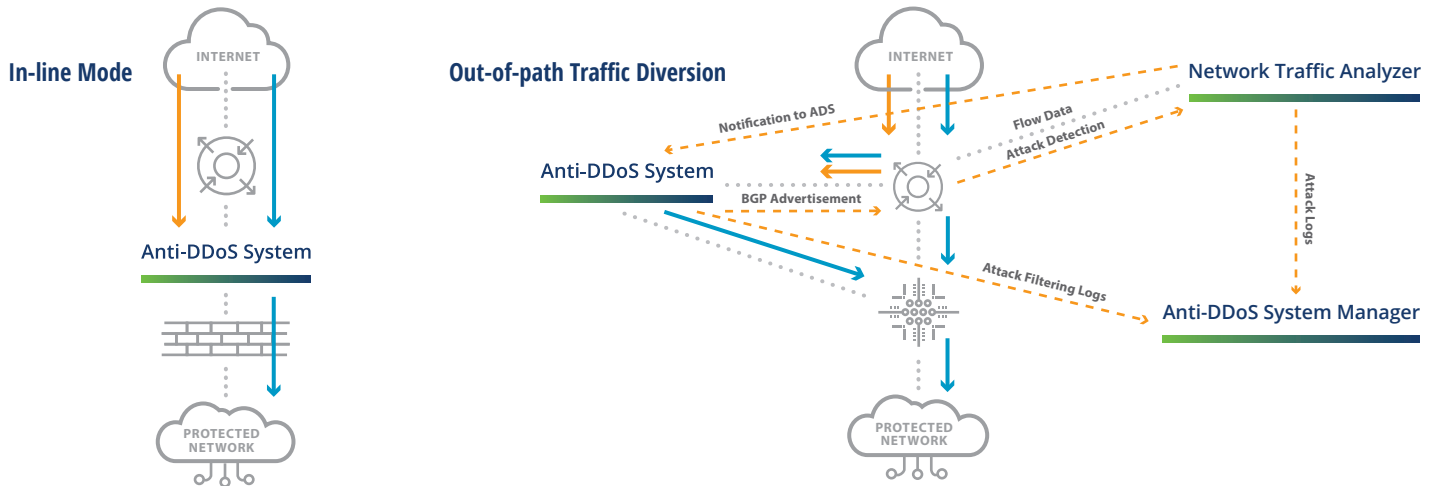 In-line Mode
INTERNET
Anti-DDoS System
PROTECTED
NETWORK
Out-of-path Traffic Diversion
INTERNET
Network Traffic Analyzer
Notification to ADS
Flow Data
Attack Detection
Anti-DDoS System
BGP Advertisement
Attack Logs
Attack Filtering Logs
Anti-DDoS System Manager
PROTECTED
NETWORK